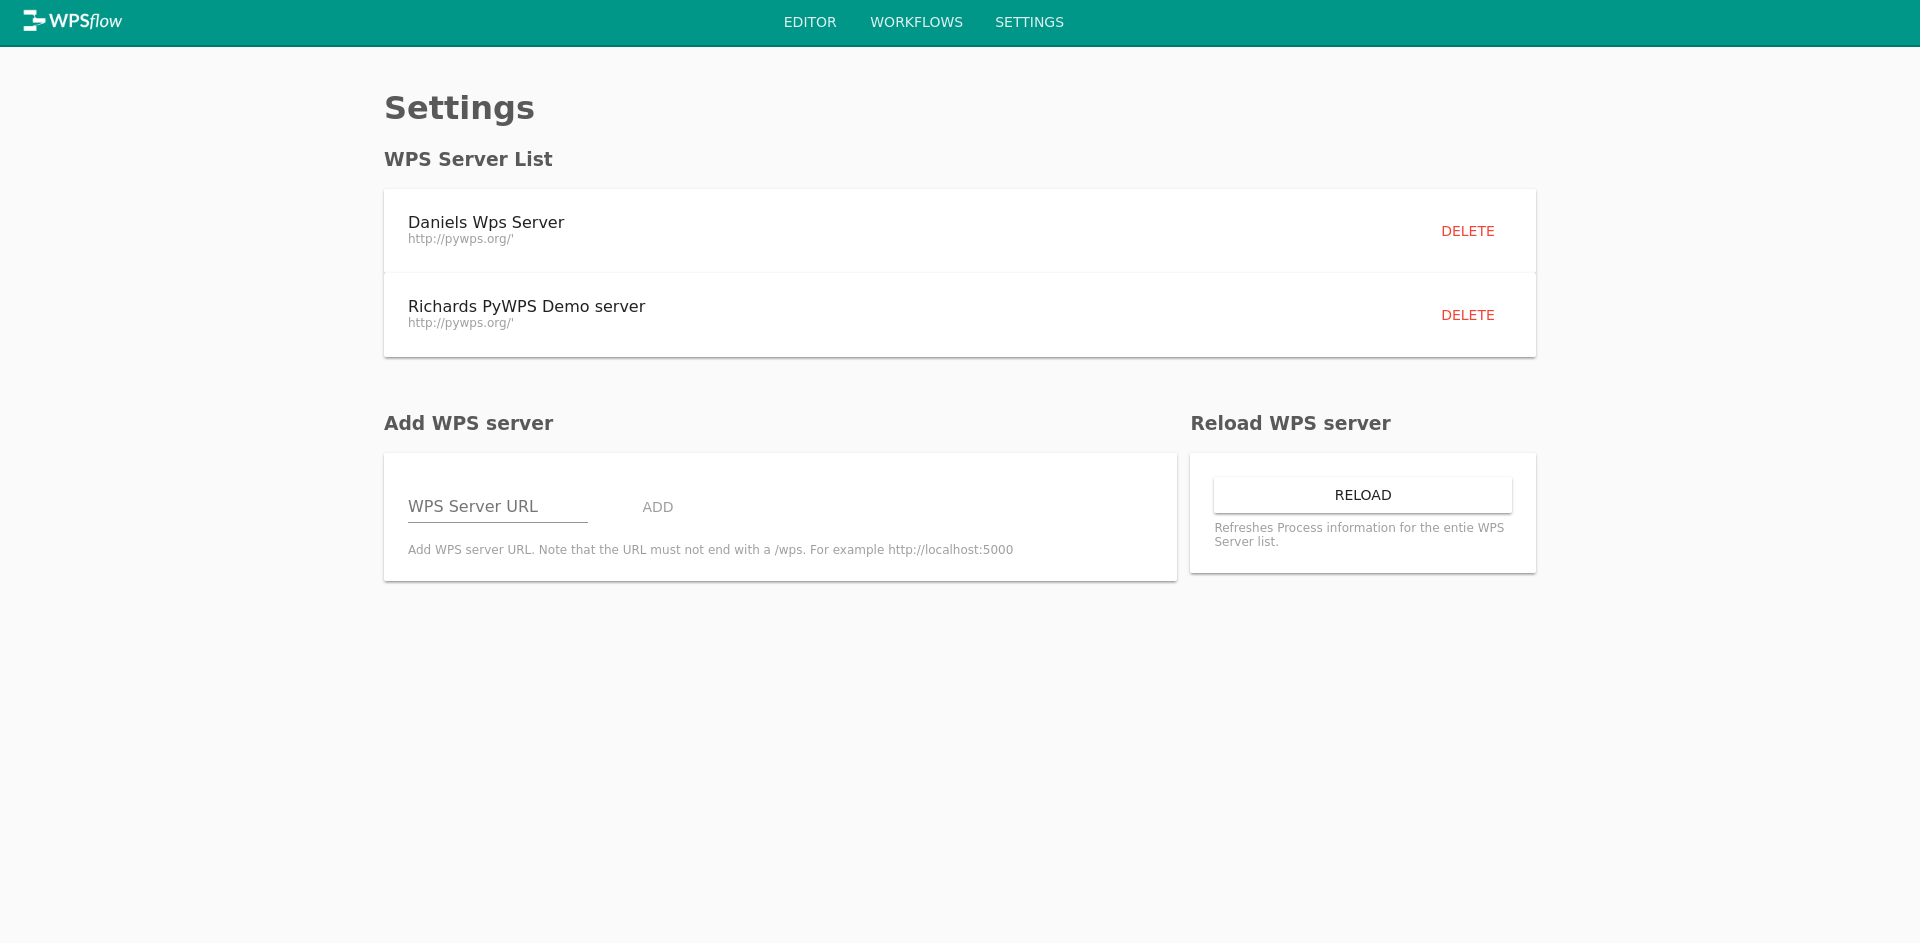 WPSflow
EDITOR
WORKFLOWS
SETTINGS
Settings
WPS Server List
Daniels Wps Server
http://pywps.org/'
DELETE
Richards PyWPS Demo server
http://pywps.org/'
DELETE
Add WPS server
WPS Server URL
ADD
Add WPS server URL. Note that the URL must not end with a /wps. For example http://localhost:5000
Reload WPS server
RELOAD
Refreshes Process information for the entie WPS
Server list.